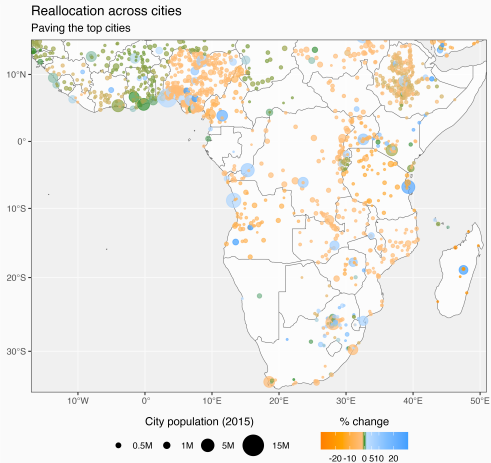 Reallocation across cities
Paving the top cities
10°N
0°
10°S
20°S
30°S
10°W 0° 10°E 20°E 30°E 40°E 50°E
City population (2015) % change
0.5M 1M 5M 15M
-20 -10 0 5 10 20